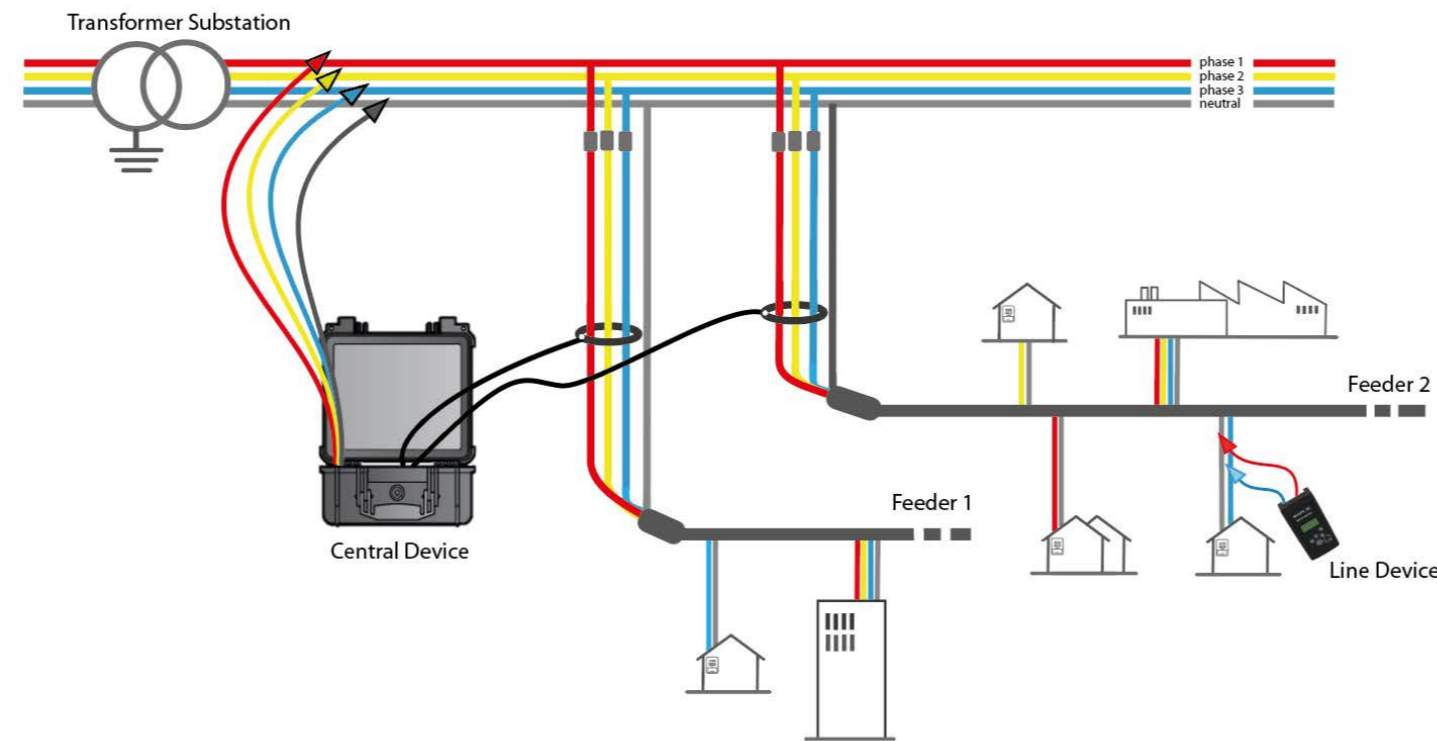 Transformer Substation
phase 1
phase 2
phase 3
neutral
Feeder 2
Feeder 1
Central Device
Line Device